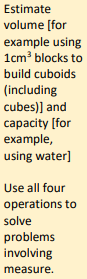 Estimate
volume [for
example using
1cm³ blocks to
build cuboids
(including
cubes)] and
capacity [for
example,
using water]

Use all four
operations to
solve
problems
involving
measure.